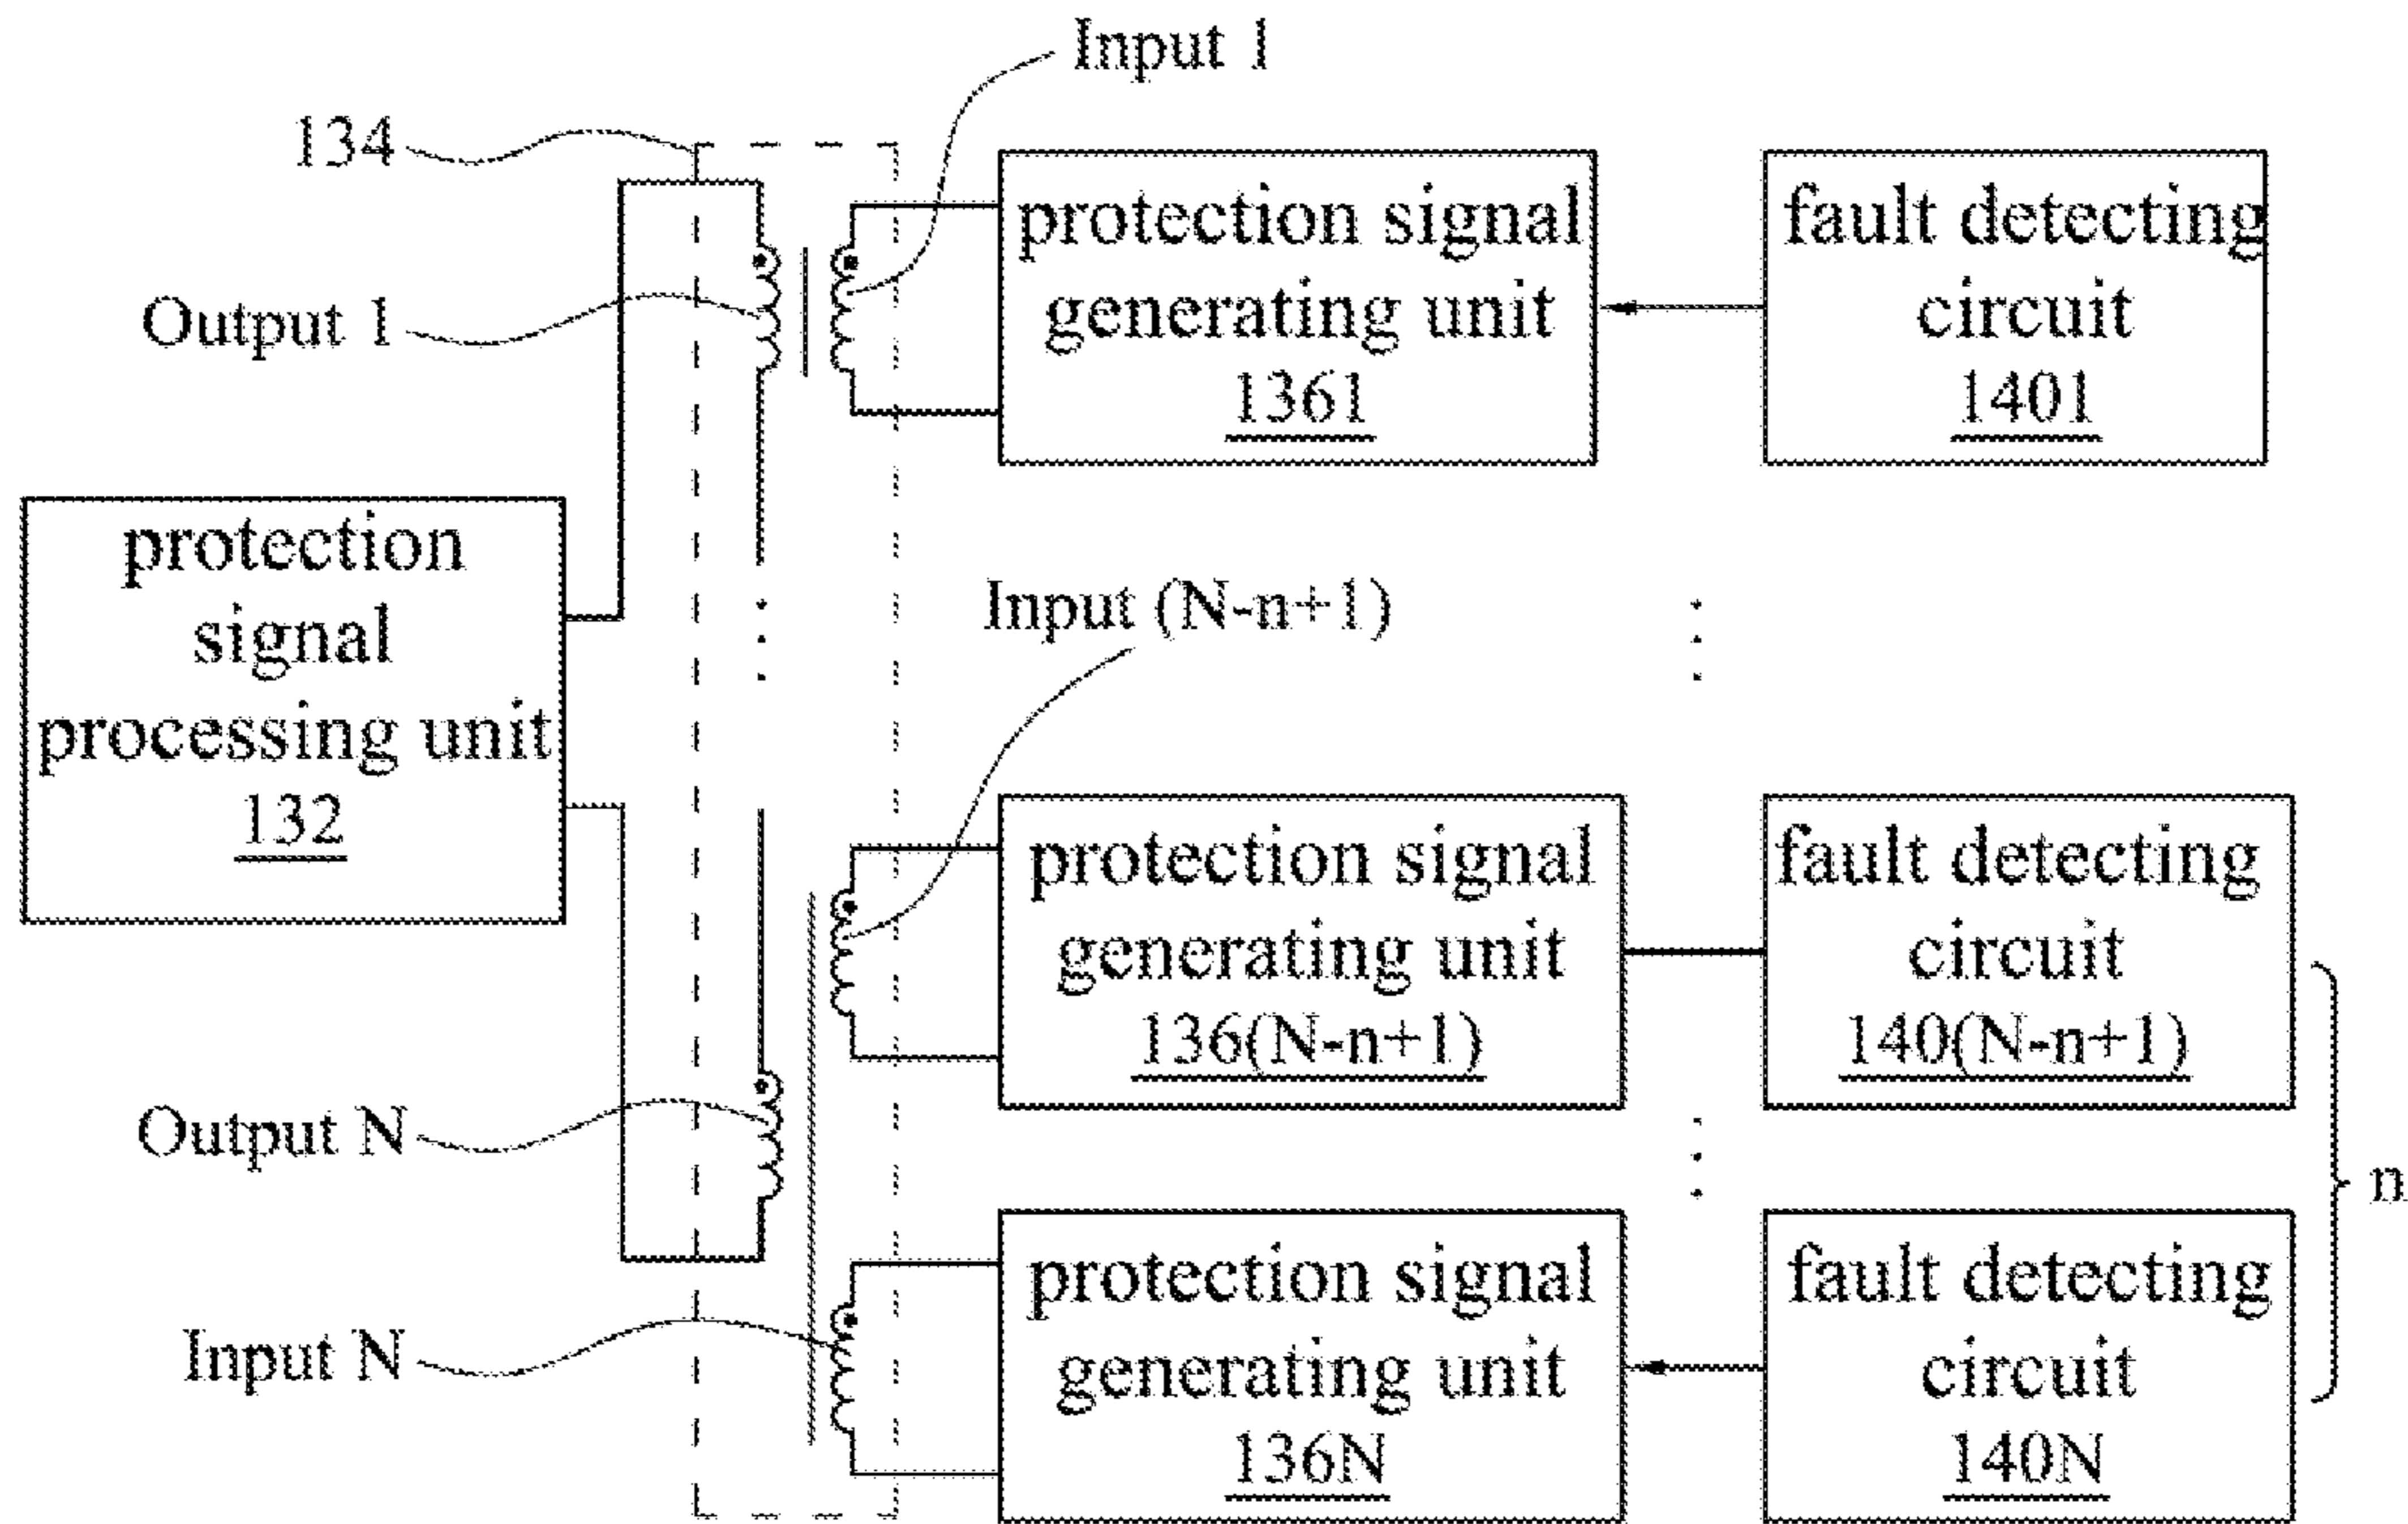 Input 1
134
protection signal
generating unit
1361
fault detecting
circuit
1401
Output 1
protection
signal
processing unit
132
Input (N-n+1)
protection signal
generating unit
136(N-n+1)
fault detecting
circuit
140(N-n+1)
Output N
n
protection signal
generating unit
136N
fault detecting
circuit
140N
Input N